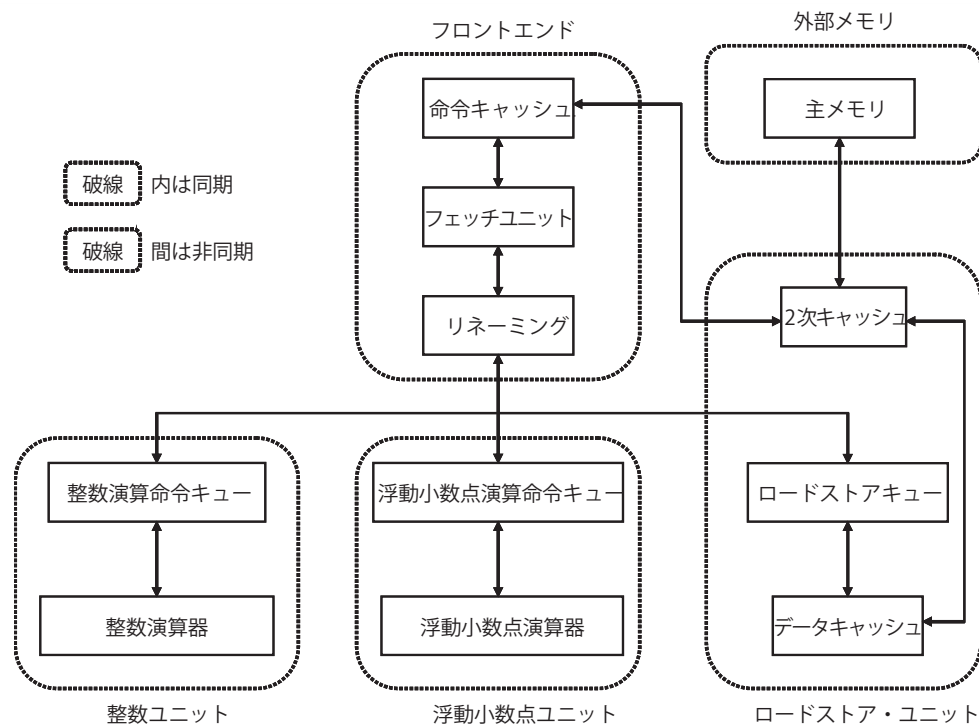 フロントエンド
外部メモリ
命令キャッシュ
主メモリ
破線 内は同期
フェッチユニット
破線 間は非同期
リネーミング
2次キャッシュ
整数演算命令キュー
浮動小数点演算命令キュー
ロードストアキュー
整数演算器
浮動小数点演算器
データキャッシュ
整数ユニット
浮動小数点ユニット
ロードストア・ユニット